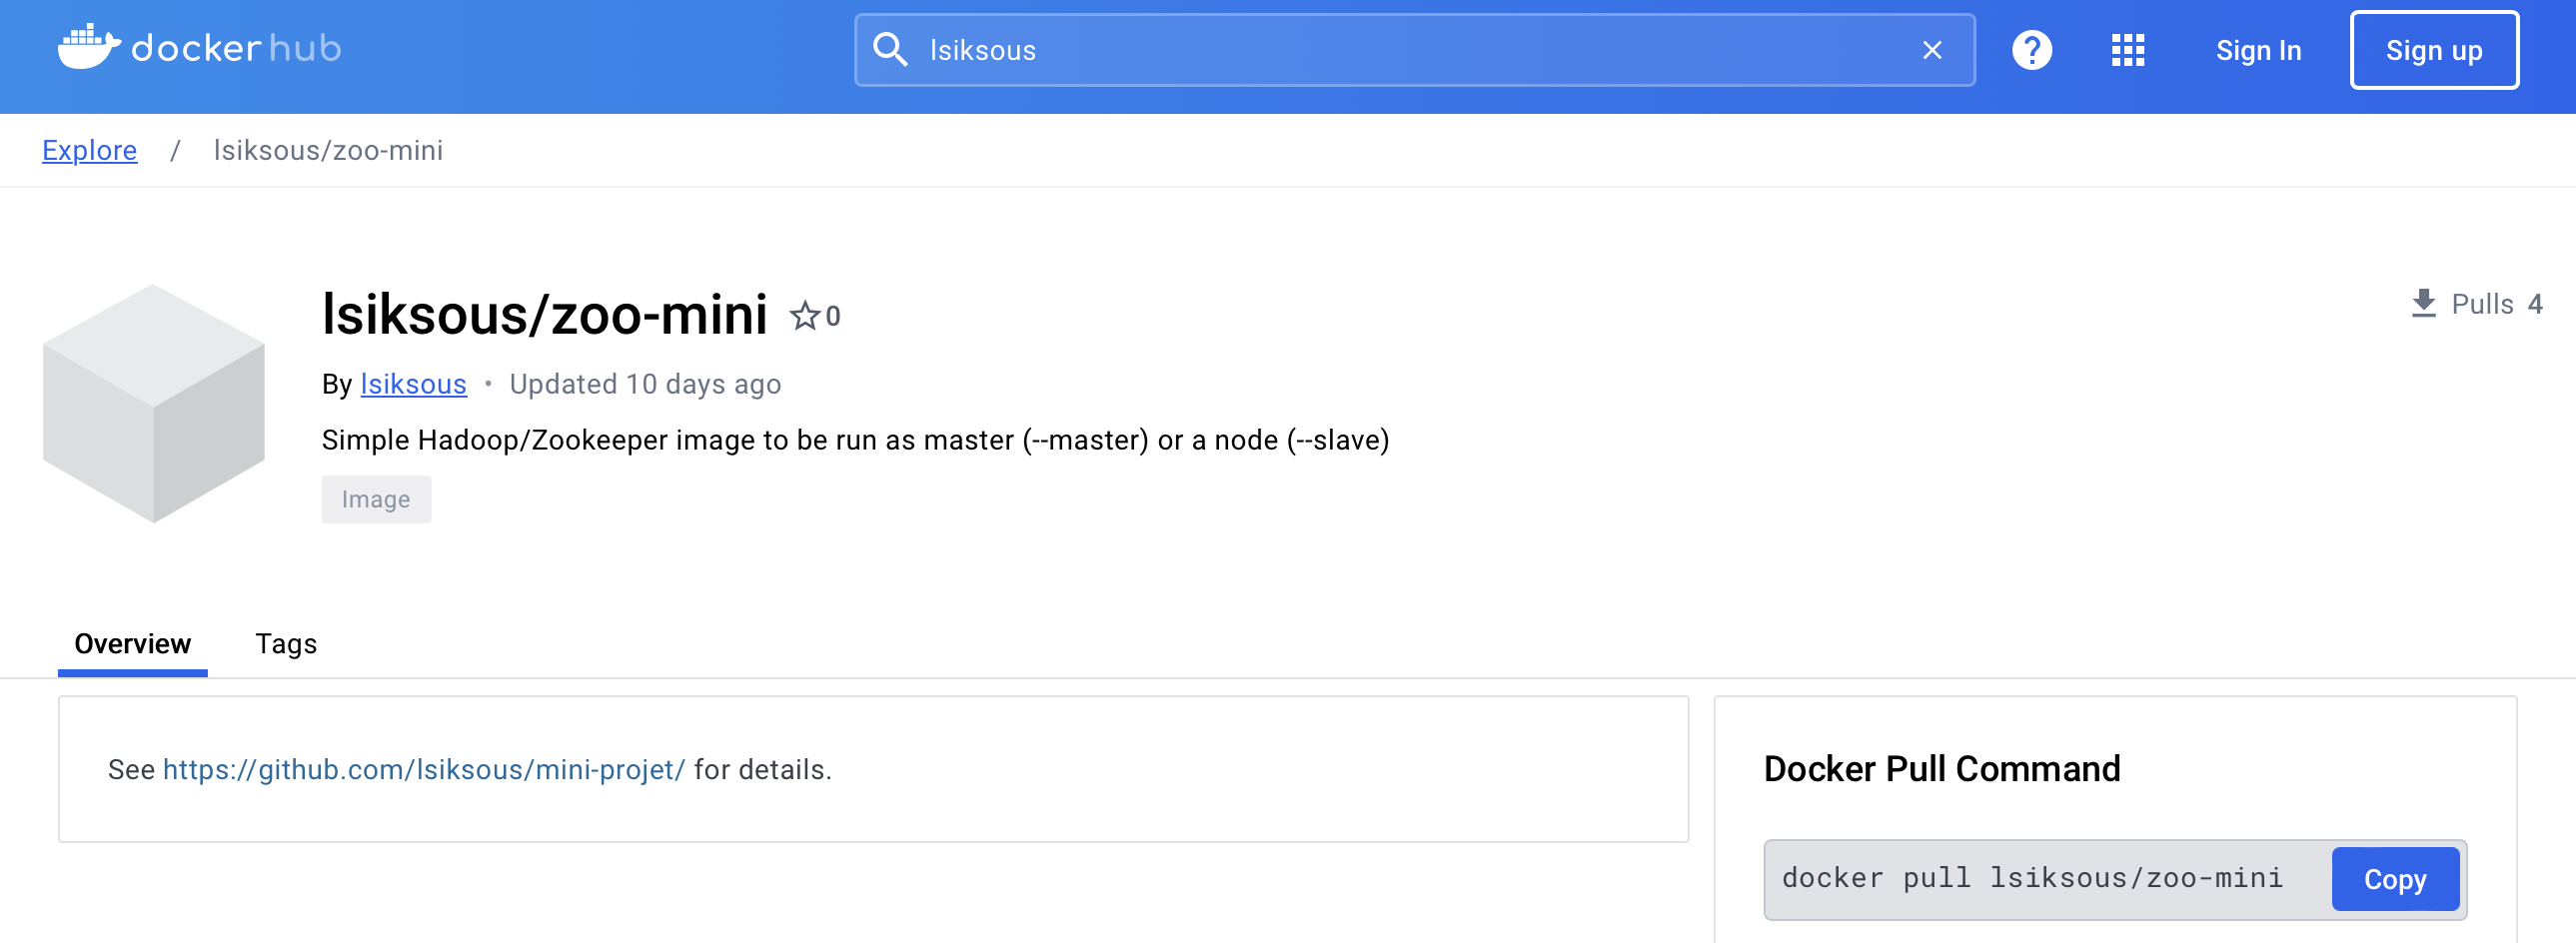 docker hub
lsiksous
Sign In
Sign up
Explore / lsiksous/zoo-mini
lsiksous/zoo-mini 0
Pulls 4
By lsiksous • Updated 10 days ago
Simple Hadoop/Zookeeper image to be run as master (--master) or a node (--slave)
Image
Overview Tags
See https://github.com/lsiksous/mini-projet/ for details.
Docker Pull Command
docker pull lsiksous/zoo-mini Copy